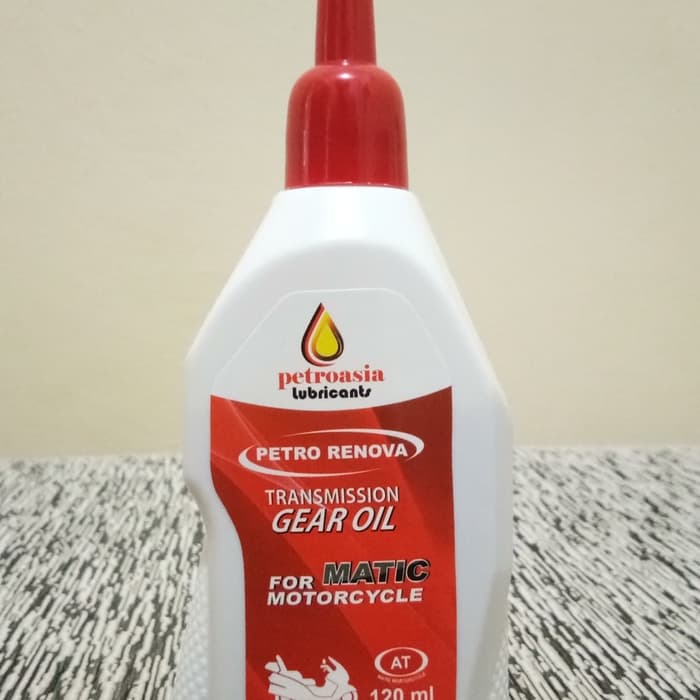 petroasia
Lubricants
PETRO RENOVA
TRANSMISSION
GEAR OIL
FOR MATIC
MOTORCYCLE
AT
120 ml